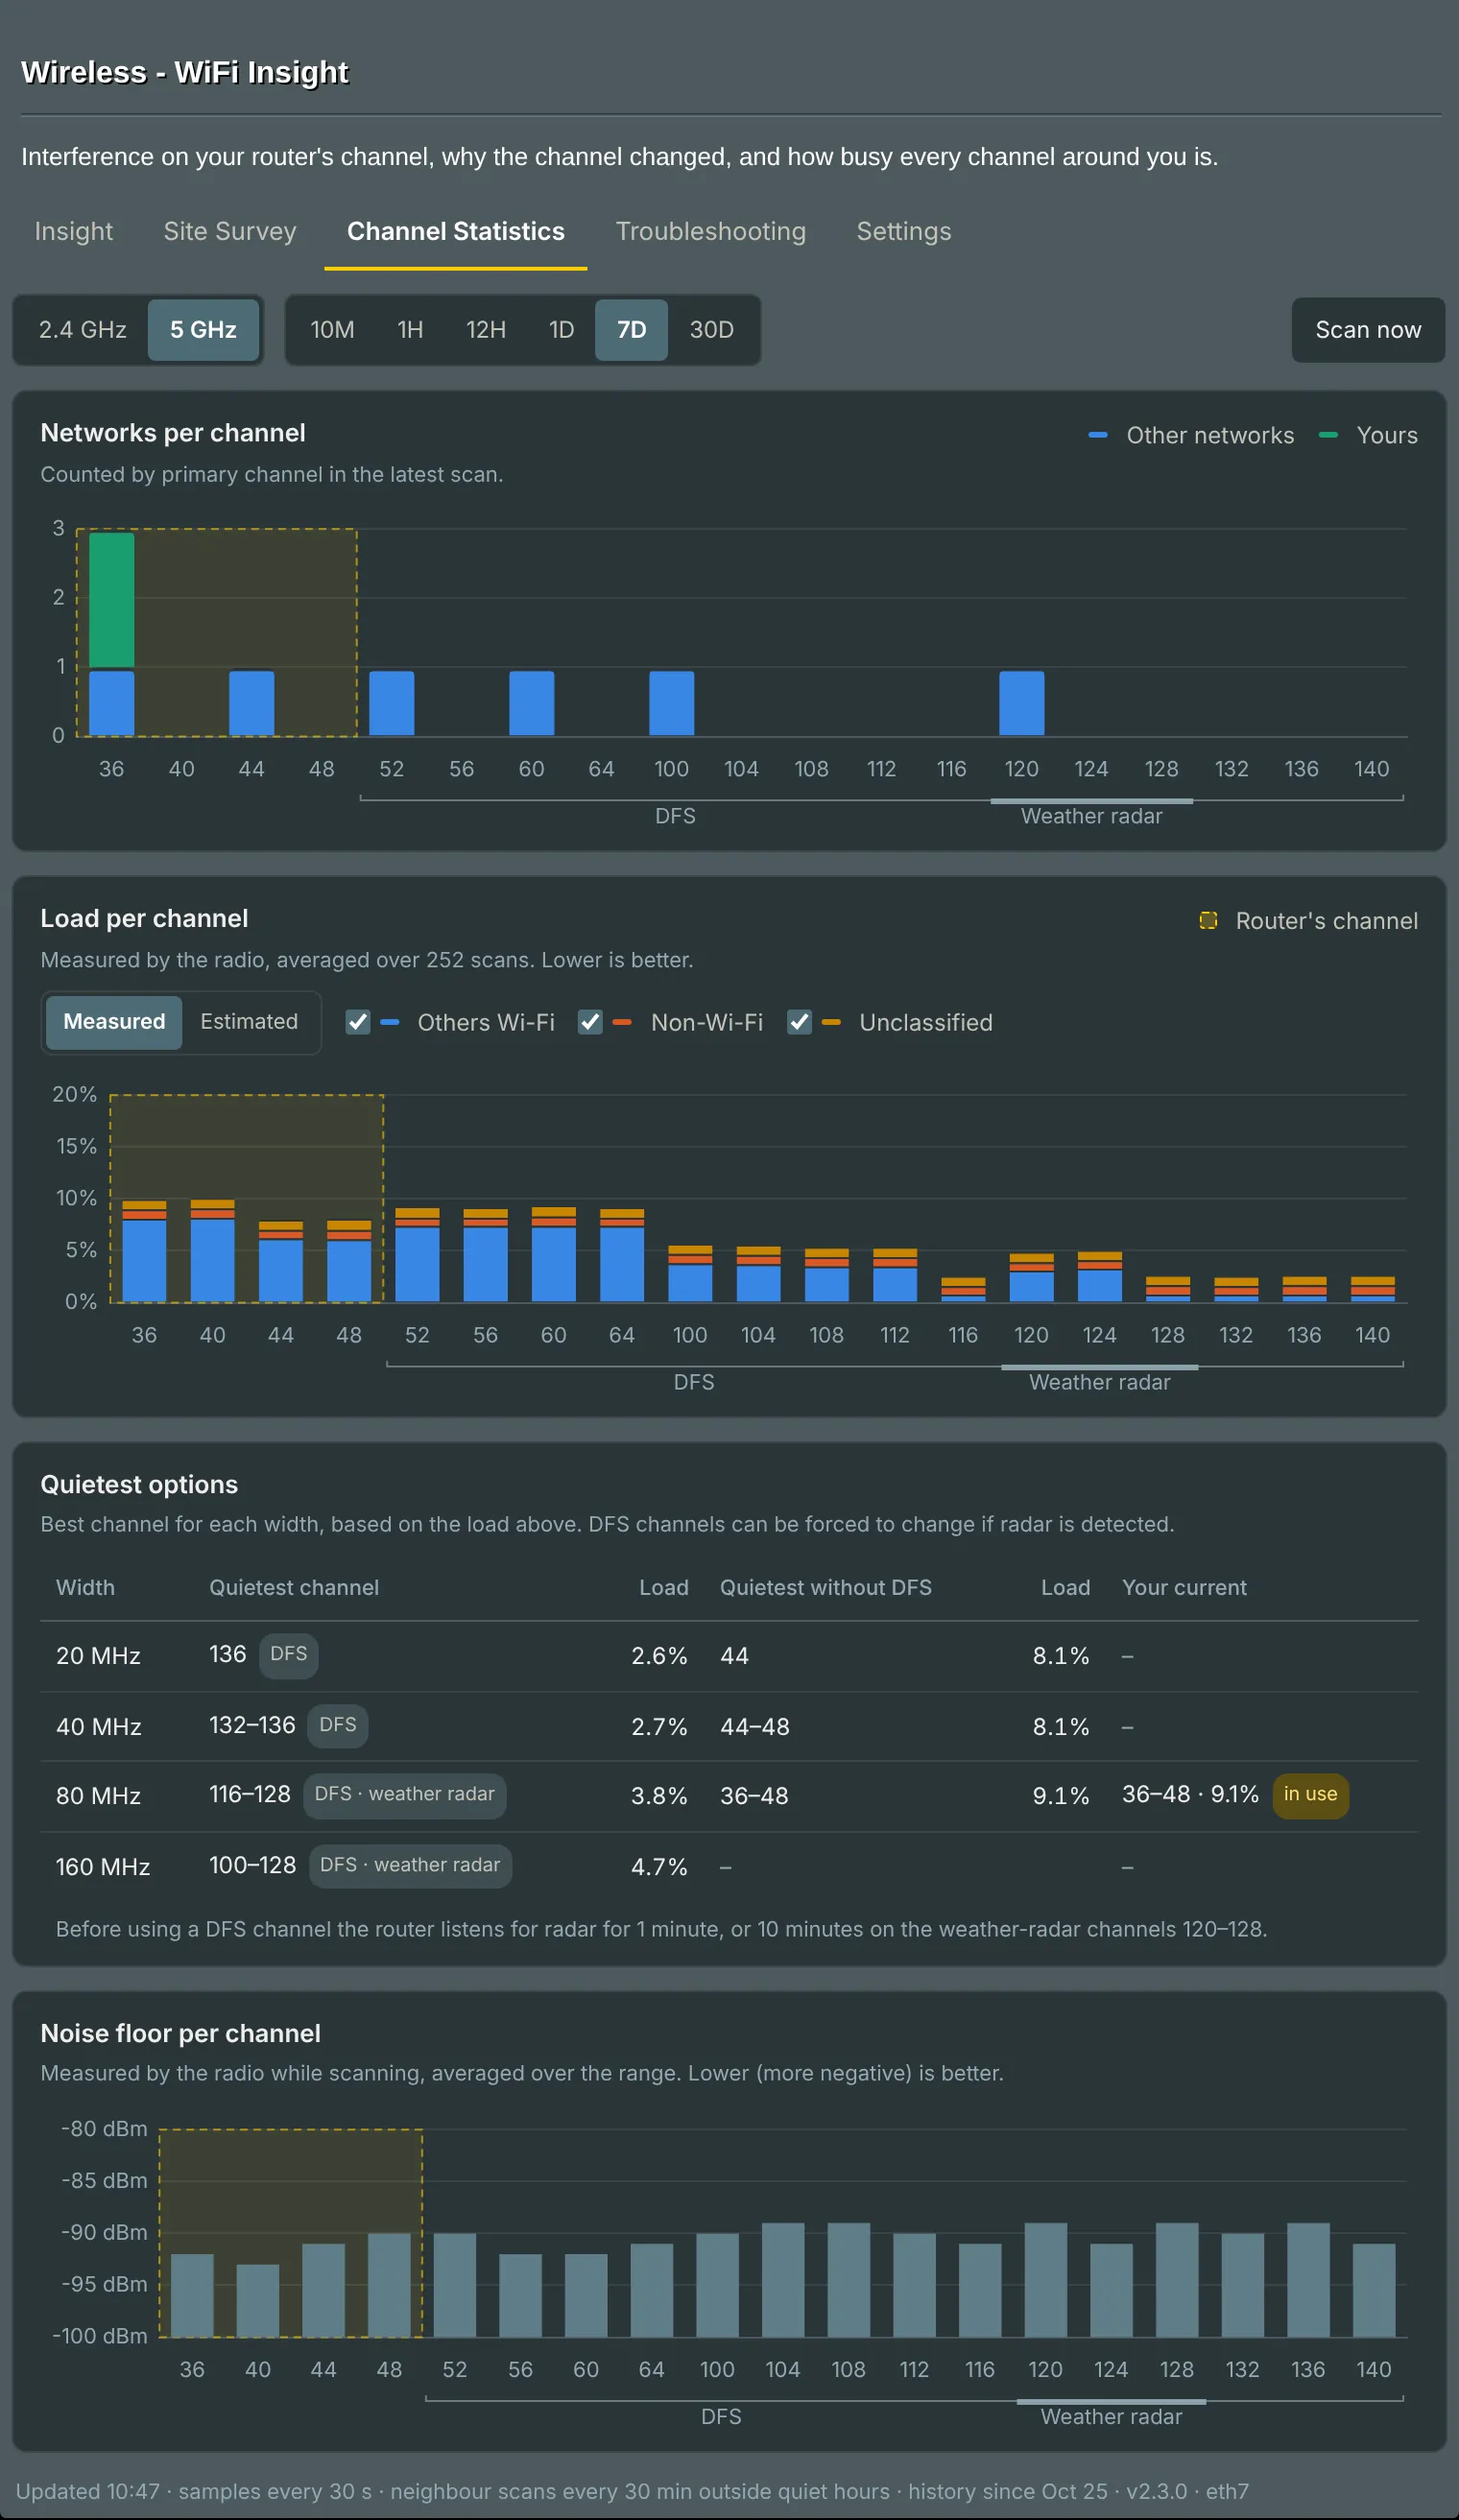 Wireless - WiFi Insight
Interference on your router's channel, why the channel changed, and how busy every channel around you is.
Insight Site Survey Channel Statistics Troubleshooting Settings
2.4 GHz 5 GHz 10M 1H 12H 1D 7D 30D Scan now
Networks per channel Other networks Yours
Counted by primary channel in the latest scan.
3
2
1
0
36 40 44 48 52 56 60 64 100 104 108 112 116 120 124 128 132 136 140
DFS Weather radar
Load per channel Router's channel
Measured by the radio, averaged over 252 scans. Lower is better.
Measured Estimated Others Wi-Fi Non-Wi-Fi Unclassified
20%
15%
10%
5%
0%
36 40 44 48 52 56 60 64 100 104 108 112 116 120 124 128 132 136 140
DFS Weather radar
Quietest options
Best channel for each width, based on the load above. DFS channels can be forced to change if radar is detected.
Width Quietest channel Load Quietest without DFS Load Your current
20 MHz 136 DFS 2.6% 44 8.1% –
40 MHz 132–136 DFS 2.7% 44–48 8.1% –
80 MHz 116–128 DFS · weather radar 3.8% 36–48 9.1% 36–48 · 9.1% in use
160 MHz 100–128 DFS · weather radar 4.7% – –
Before using a DFS channel the router listens for radar for 1 minute, or 10 minutes on the weather-radar channels 120–128.
Noise floor per channel
Measured by the radio while scanning, averaged over the range. Lower (more negative) is better.
-80 dBm
-85 dBm
-90 dBm
-95 dBm
-100 dBm
36 40 44 48 52 56 60 64 100 104 108 112 116 120 124 128 132 136 140
DFS Weather radar
Updated 10:47 · samples every 30 s · neighbour scans every 30 min outside quiet hours · history since Oct 25 · v2.3.0 · eth7